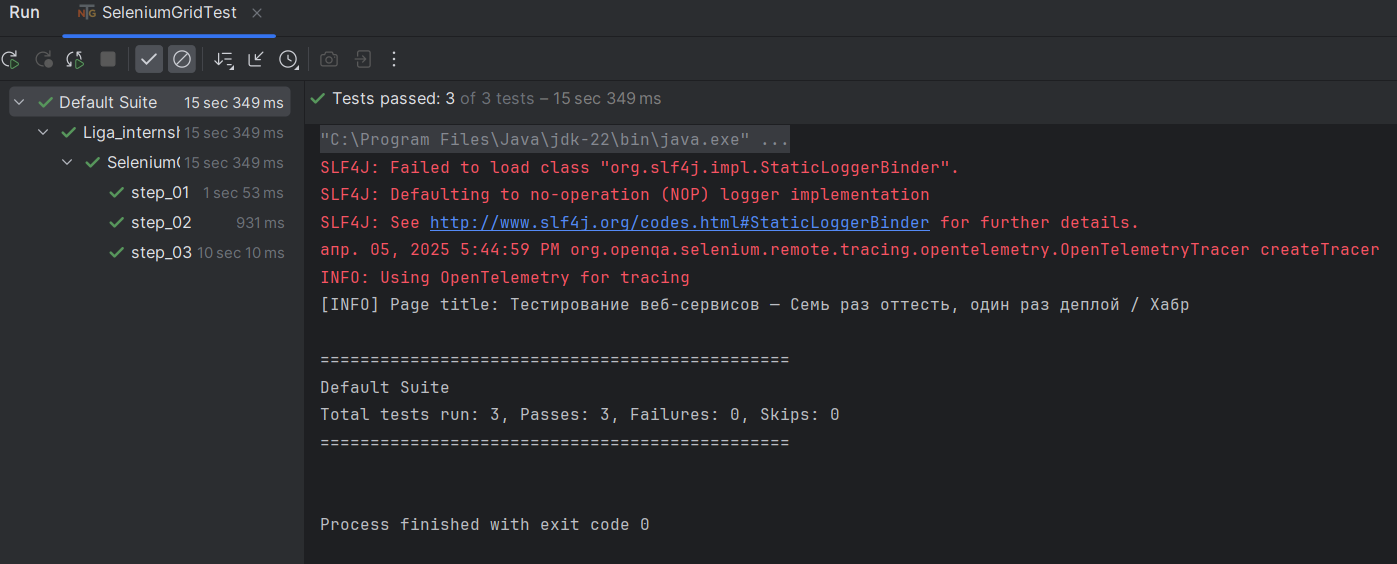 Run
SeleniumGridTest
Default Suite 15 sec 349 ms
Liga_interns 15 sec 349 ms
Selenium 15 sec 349 ms
step_01 1 sec 53 ms
step_02 931 ms
step_03 10 sec 10 ms
Tests passed: 3 of 3 tests – 15 sec 349 ms
"C:\Program Files\Java\jdk-22\bin\java.exe" ...
SLF4J: Failed to load class "org.slf4j.impl.StaticLoggerBinder".
SLF4J: Defaulting to no-operation (NOP) logger implementation
SLF4J: See http://www.slf4j.org/codes.html#StaticLoggerBinder for further details.
апр. 05, 2025 5:44:59 PM org.openqa.selenium.remote.tracing.opentelemetry.OpenTelemetryTracer createTracer
INFO: Using OpenTelemetry for tracing
[INFO] Page title: Тестирование веб-сервисов — Семь раз оттесть, один раз деплой / Хабр
===============================================
Default Suite
Total tests run: 3, Passes: 3, Failures: 0, Skips: 0
===============================================
Process finished with exit code 0